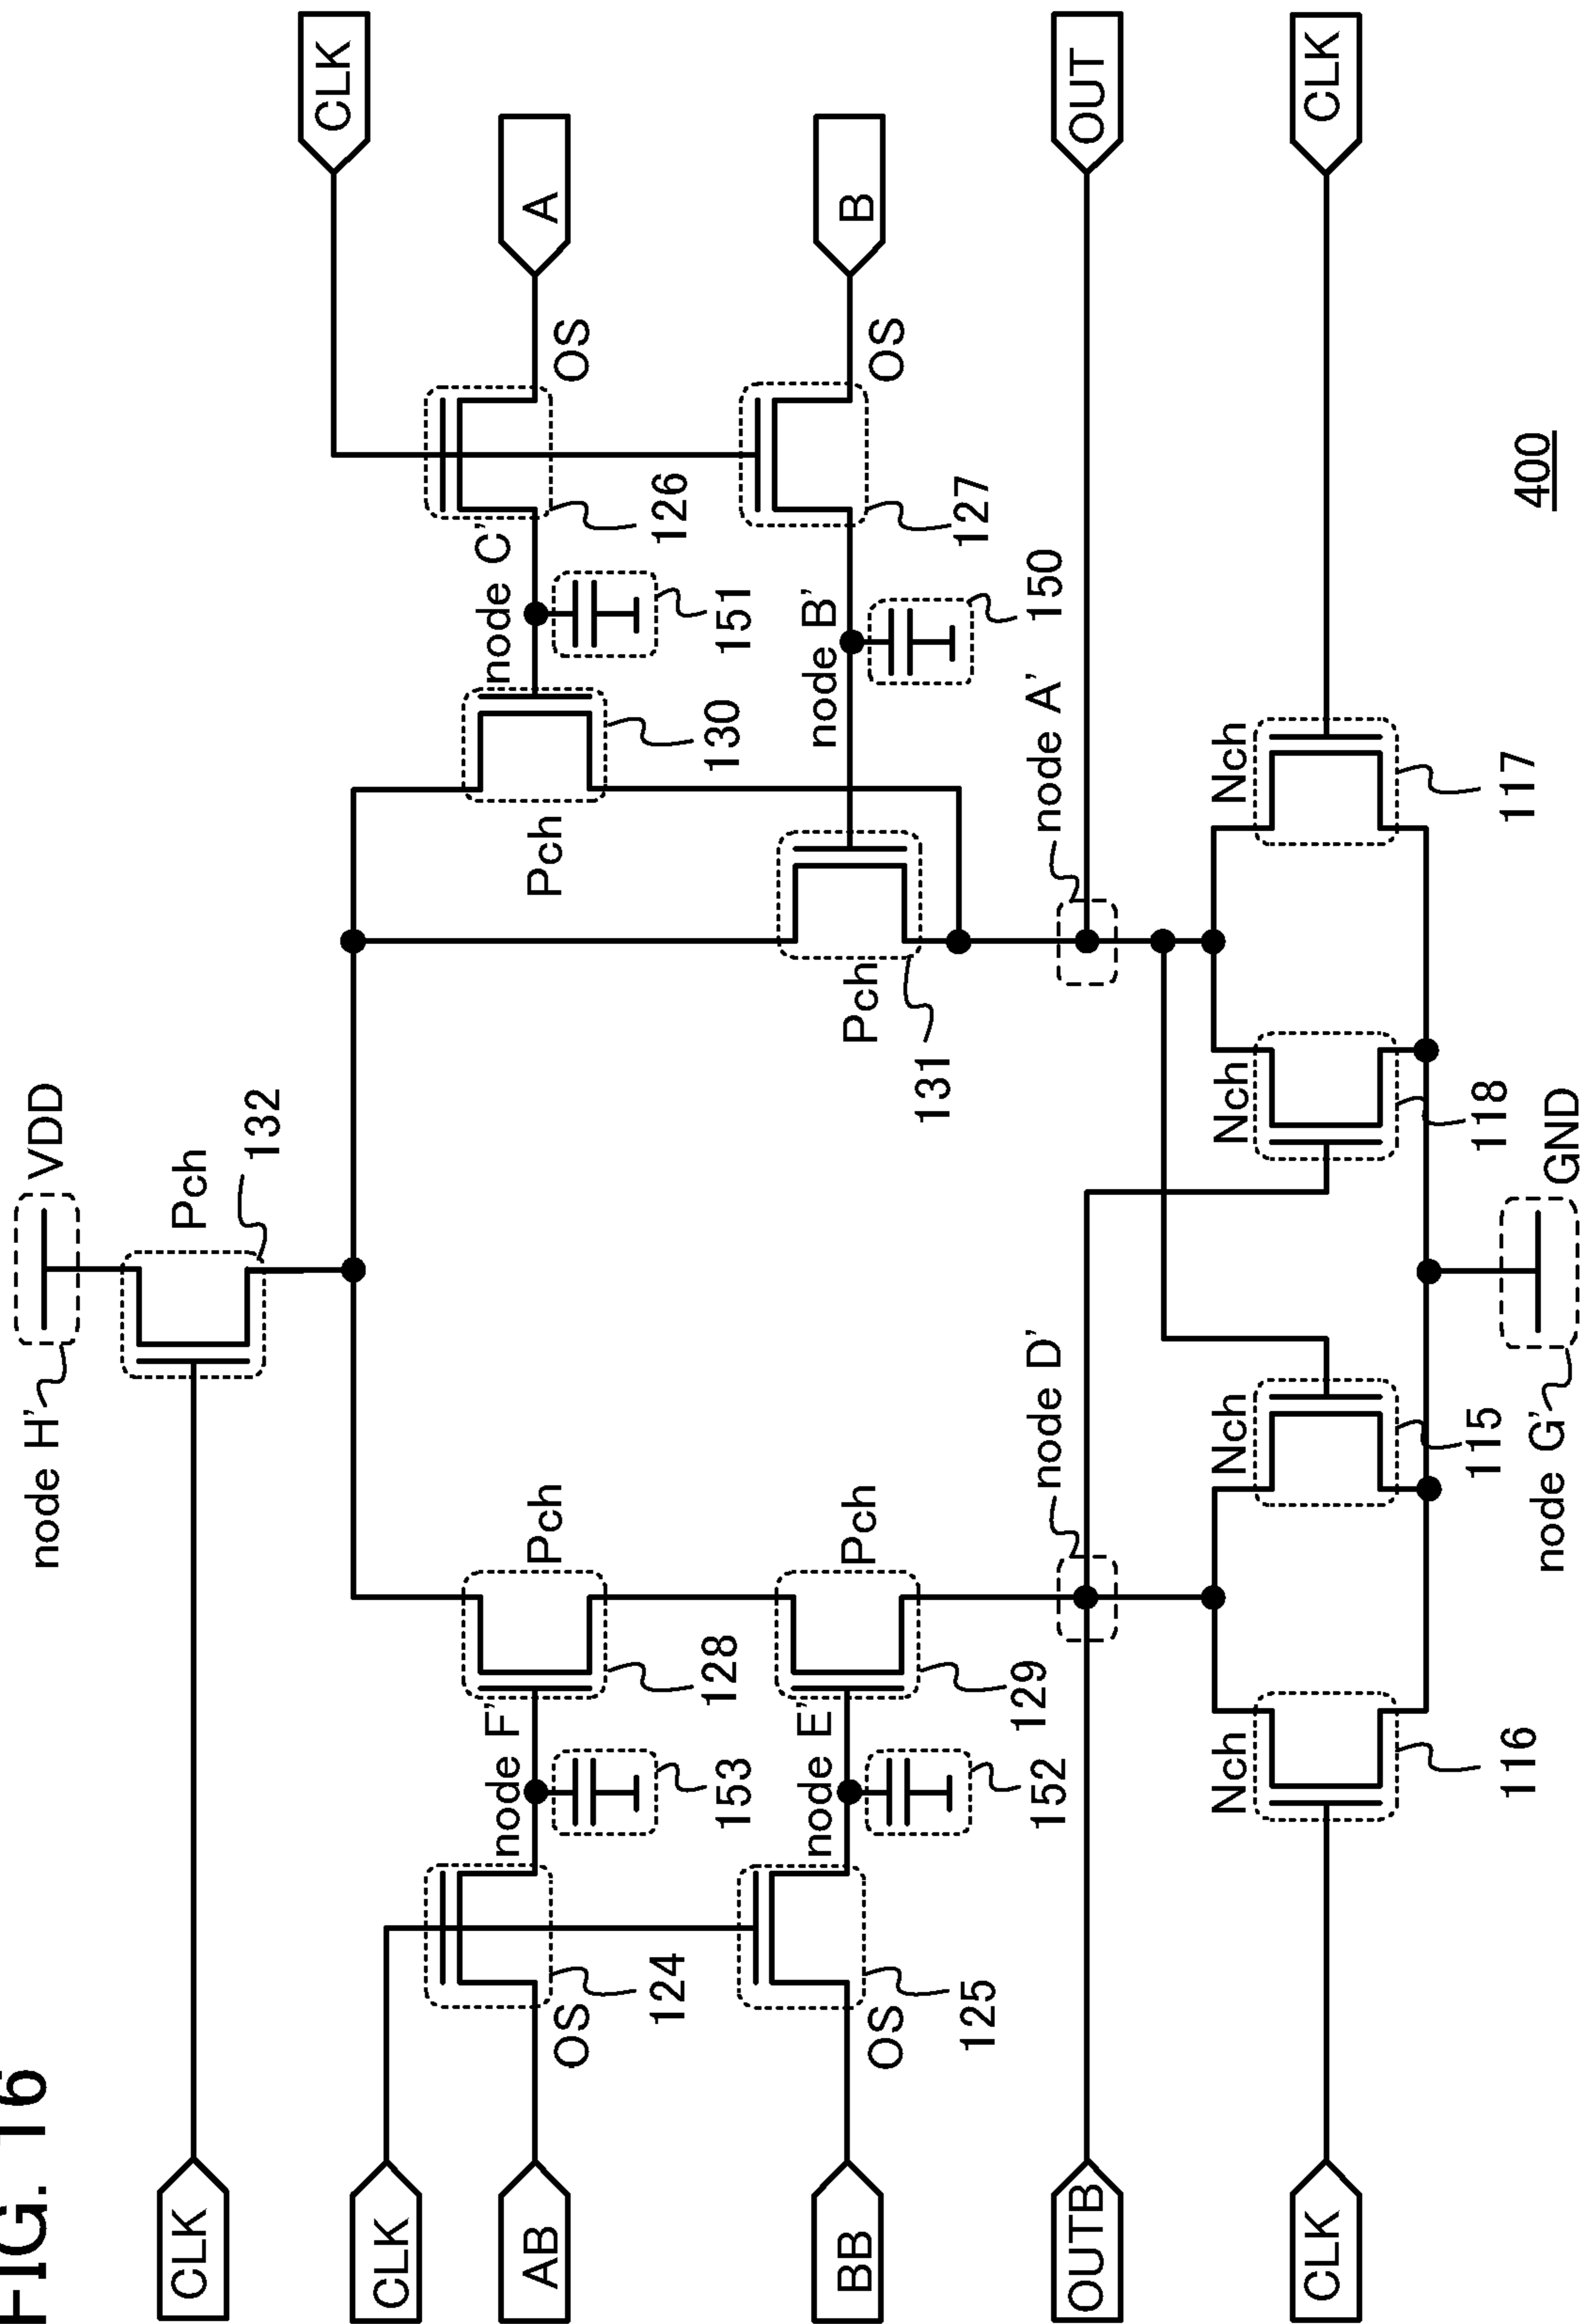 FIG. 16
node H'
VDD
Pch
132
CLK
CLK
CLK
AB
OS
124
node F'
153
128
Pch
Pch
130
node C'
151
126
OS
A
BB
OS
125
node E'
152
129
Pch
Pch
131
node B'
150
127
OS
B
OUTB
node D'
node A'
OUT
CLK
Nch
116
Nch
115
Nch
118
Nch
117
CLK
node G'
GND
400